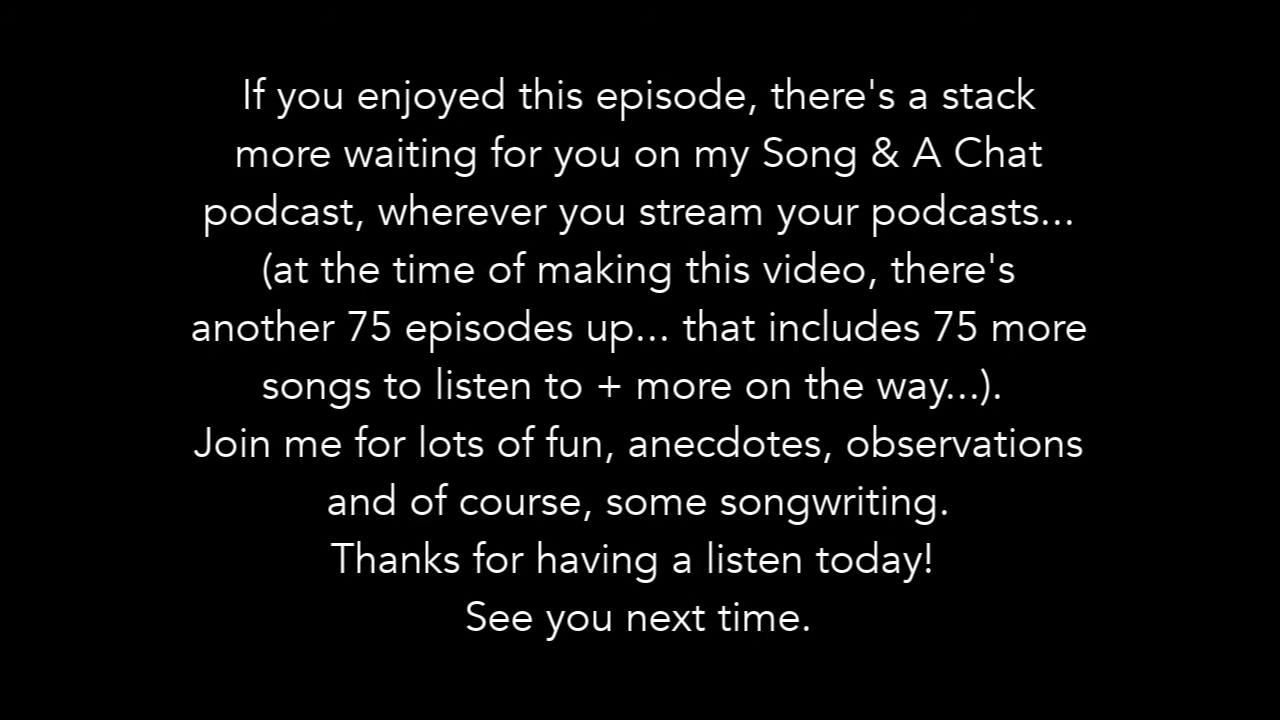 If you enjoyed this episode, there's a stack
more waiting for you on my Song & A Chat
podcast, wherever you stream your podcasts...
(at the time of making this video, there's
another 75 episodes up... that includes 75 more
songs to listen to + more on the way...).
Join me for lots of fun, anecdotes, observations
and of course, some songwriting.
Thanks for having a listen today!
See you next time.